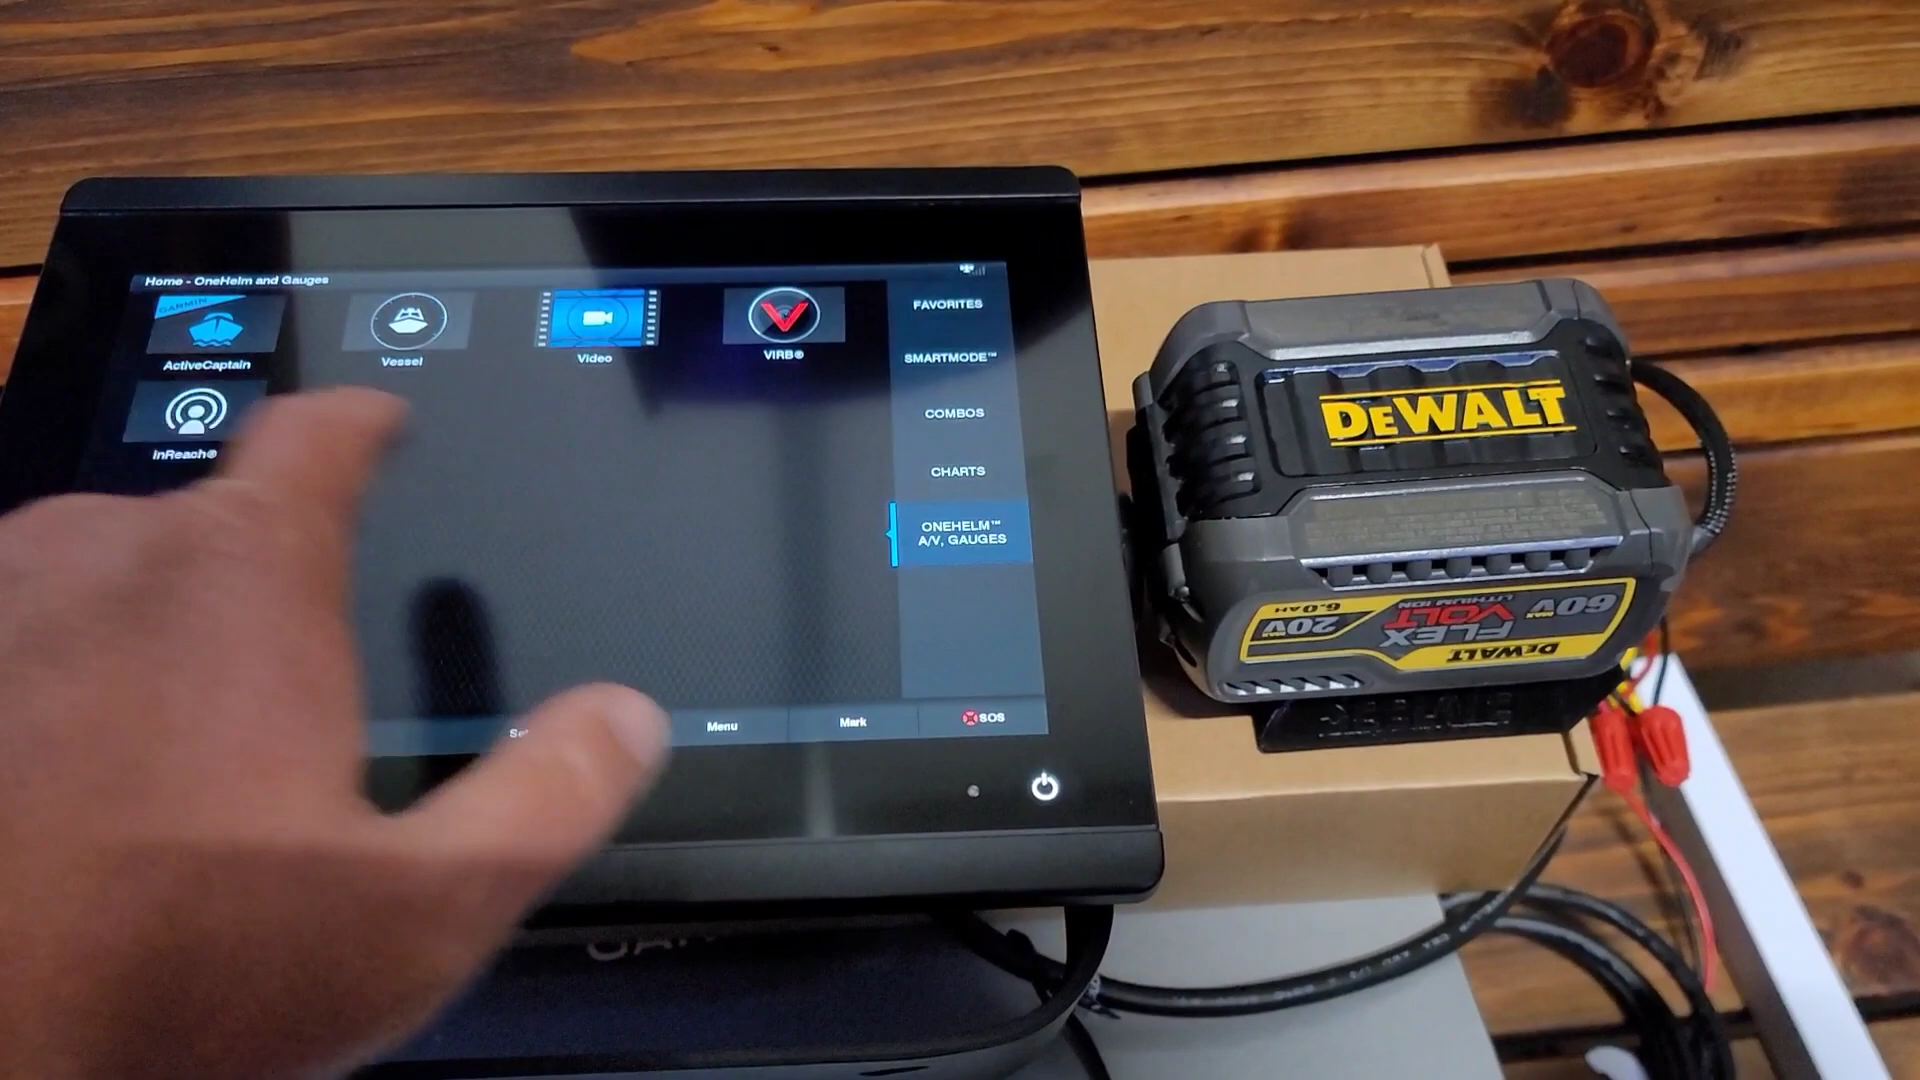 Home - OneHelm and Gauges
GARMIN
ActiveCaptain
Vessel
Video
VIRB®
InReach®
FAVORITES
SMARTMODE™
COMBOS
CHARTS
ONEHELM™
A/V, GAUGES
Menu
Mark
SOS
DEWALT
6.0AH
20V MAX
FLEX
VOLT
LITHIUM ION
60V MAX
DEWALT